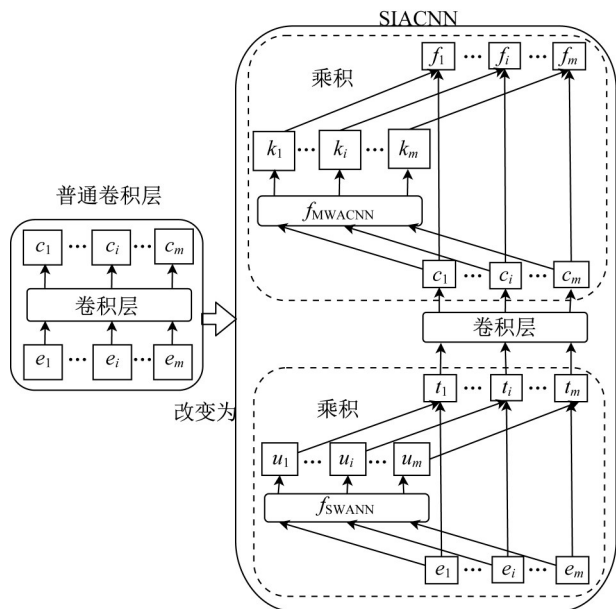 SIACNN
f1 ... fi ... fm
乘积
k1 ... ki ... km
fMWACNN
c1 ... ci ... cm
普通卷积层
c1 ... ci ... cm
卷积层
e1 ... ei ... em
改变为
卷积层
t1 ... ti ... tm
乘积
u1 ... ui ... um
fSWANN
e1 ... ei ... em